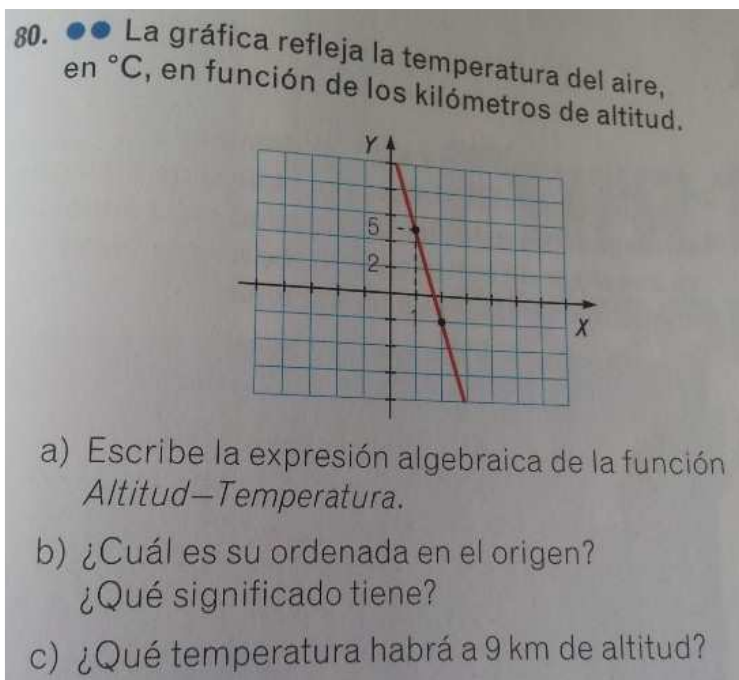 80. ●● La gráfica refleja la temperatura del aire,
en °C, en función de los kilómetros de altitud.
Y
5
2
1
X
a) Escribe la expresión algebraica de la función
Altitud—Temperatura.
b) ¿Cuál es su ordenada en el origen?
¿Qué significado tiene?
c) ¿Qué temperatura habrá a 9 km de altitud?